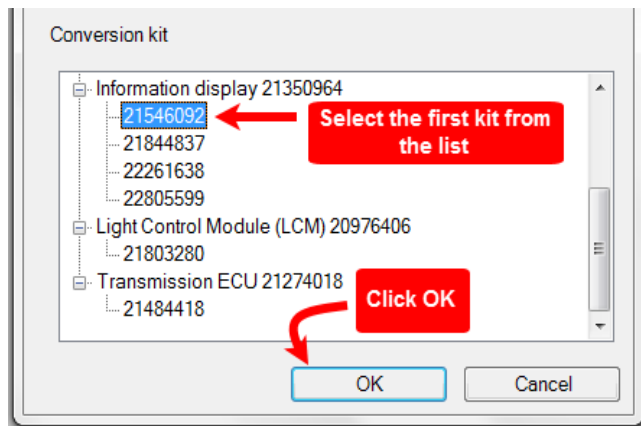 Conversion kit
Information display 21350964
21546092
Select the first kit from
the list
21844837
22261638
22805599
Light Control Module (LCM) 20976406
21803280
Transmission ECU 21274018
Click OK
21484418
OK
Cancel